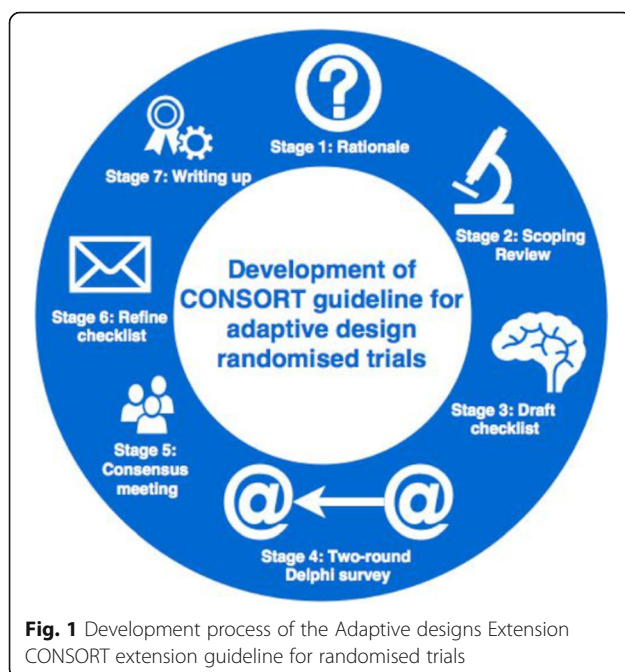 Stage 1: Rationale
Stage 2: Scoping
Review
Stage 3: Draft
checklist
@
@
Stage 4: Two-round
Delphi survey
Stage 5:
Consensus
meeting
Stage 6: Refine
checklist
Stage 7: Writing up
Development of
CONSORT guideline for
adaptive design
randomised trials
Fig. 1 Development process of the Adaptive designs Extension
CONSORT extension guideline for randomised trials